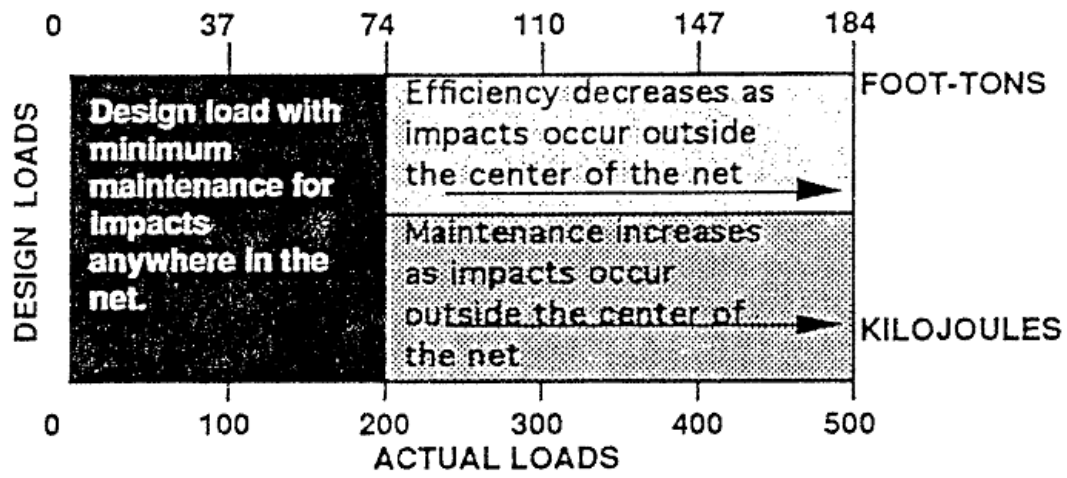 0 37 74 110 147 184
FOOT-TONS
DESIGN LOADS
Design load with
minimum
maintenance for
impacts
anywhere in the
net.
Efficiency decreases as
impacts occur outside
the center of the net
Maintenance increases
as impacts occur
outside the center of
the net
KILOJOULES
0 100 200 300 400 500
ACTUAL LOADS